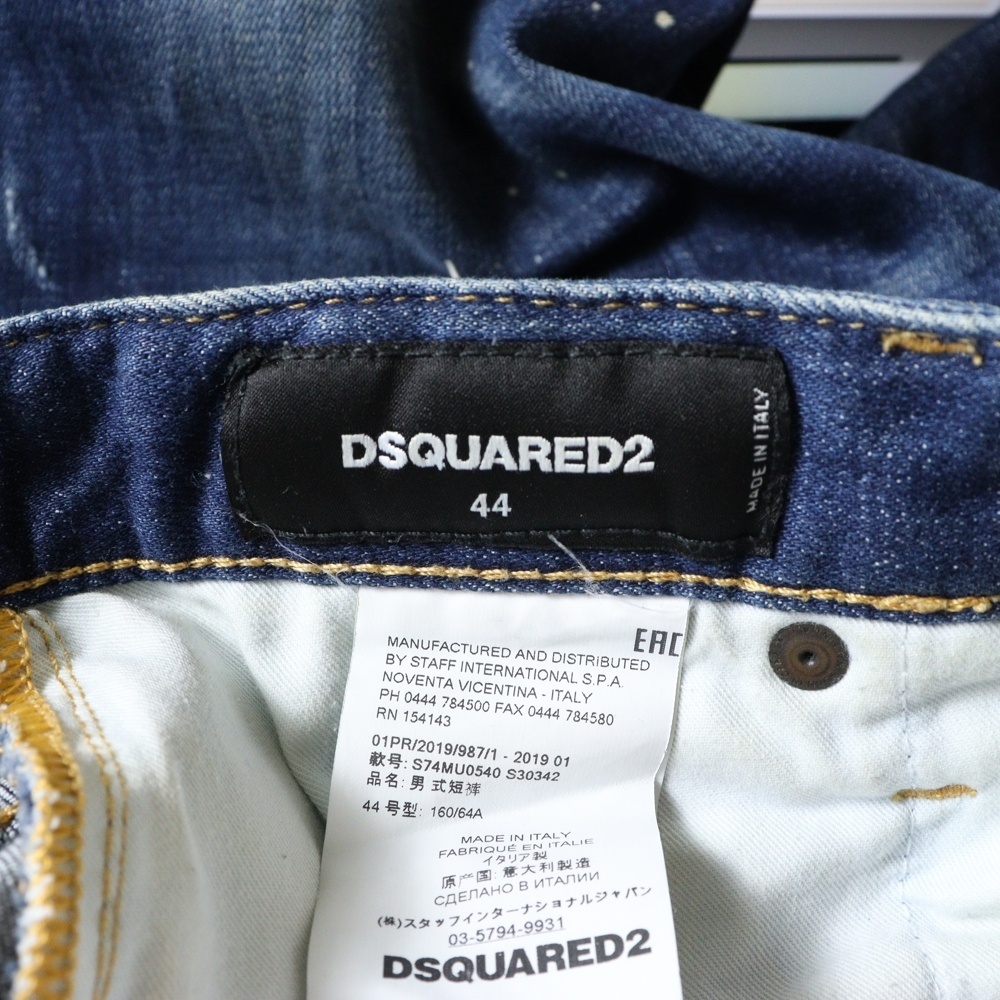 DSQUARED2
44
MADE IN ITALY
EAC
MANUFACTURED AND DISTRIBUTED
BY STAFF INTERNATIONAL S.P.A.
NOVENTA VICENTINA - ITALY
PH 0444 784500 FAX 0444 784580
RN 154143
01PR/2019/987/1 - 2019 01
款号: S74MU0540 S30342
品名: 男式短裤
44 号型: 160/64A
MADE IN ITALY
FABRIQUÉ EN ITALIE
イタリア製
原产国: 意大利製造
СДЕЛАНО В ИТАЛИИ
(株)スタッフインターナショナルジャパン
03-5794-9931
DSQUARED2